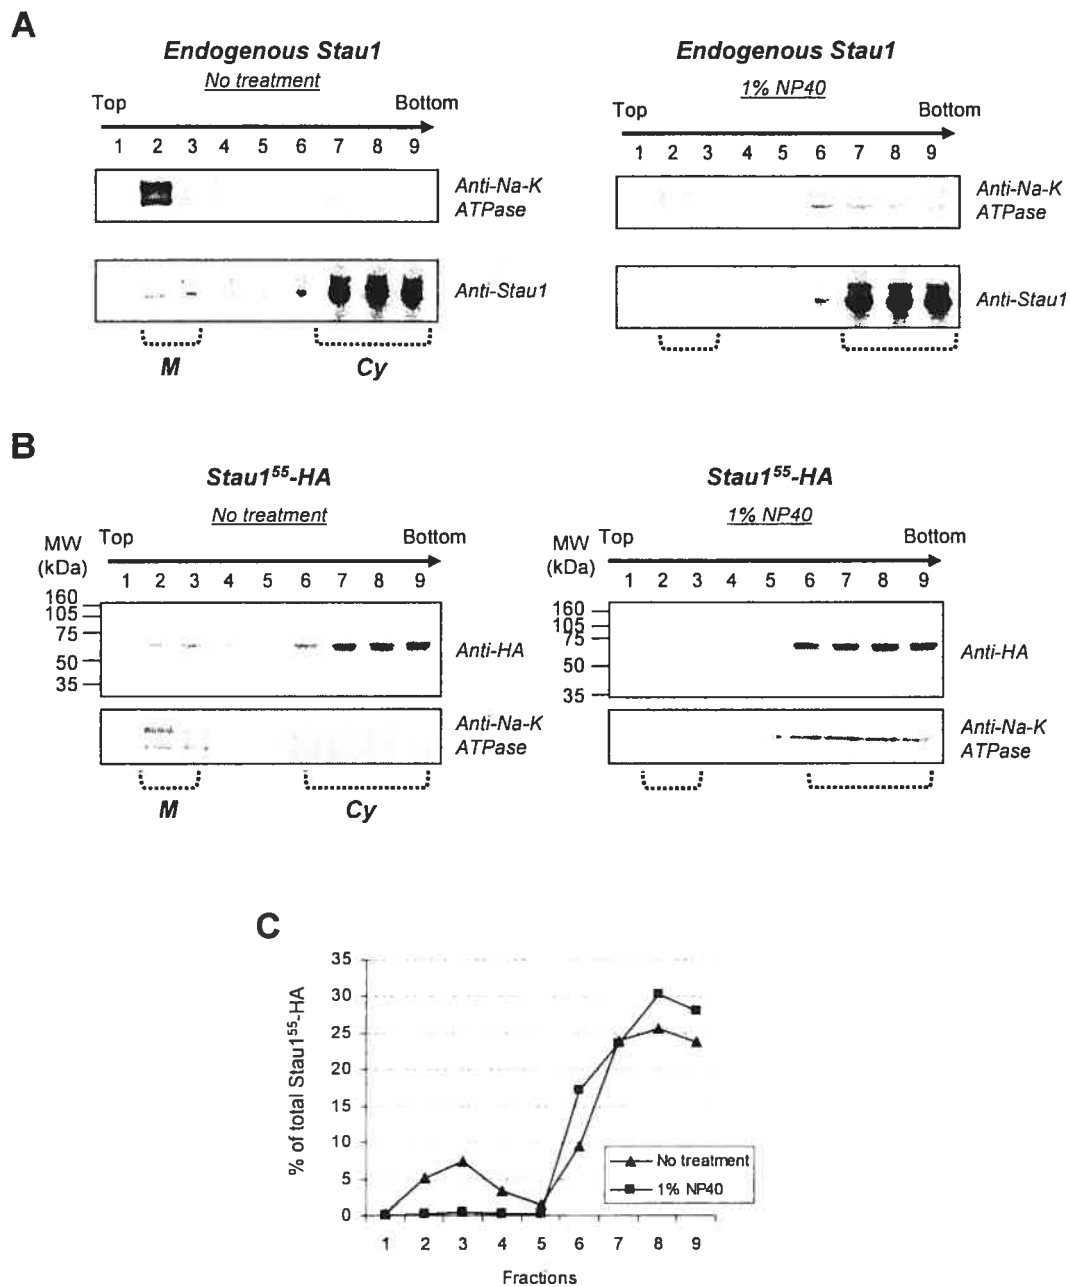 A
Endogenous Stau1
No treatment
Top
Bottom
1 2 3 4 5 6 7 8 9
Anti-Na-K
ATPase
Anti-Stau1
M
Cy
Endogenous Stau1
1% NP40
Top
Bottom
1 2 3 4 5 6 7 8 9
Anti-Na-K
ATPase
Anti-Stau1
B
Stau1⁵⁵-HA
No treatment
MW
(kDa)
Top
Bottom
1 2 3 4 5 6 7 8 9
160
105
75
50
35
Anti-HA
Anti-Na-K
ATPase
M
Cy
Stau1⁵⁵-HA
1% NP40
MW
(kDa)
Top
Bottom
1 2 3 4 5 6 7 8 9
160
105
75
50
35
Anti-HA
Anti-Na-K
ATPase
C
% of total Stau1⁵⁵-HA
35
30
25
20
15
10
5
0
No treatment
1% NP40
1 2 3 4 5 6 7 8 9
Fractions